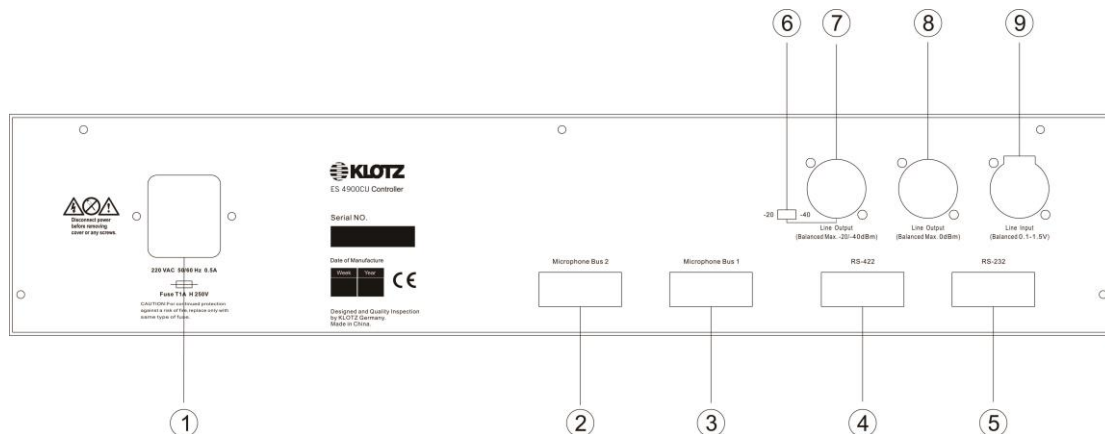 6
7
8
9
KLOTZ
ES 4900CU Controller
Disconnect power
before removing
cover or any screws.
Serial NO.
-20
-40
Line Output
(Balanced Max. -20/-40dBm)
Line Output
(Balanced Max. 0dBm)
Line Input
(Balanced 0.1-1.5V)
220 VAC 50/60 Hz 0.5A
Fuse T1A H 250V
CAUTION:For continued protection
against a risk of fire, replace only with
same type of fuse.
Date of Manufacture
Week
Year
CE
Designed and Quality Inspection
by KLOTZ Germany.
Made in China.
Microphone Bus 2
Microphone Bus 1
RS-422
RS-232
1
2
3
4
5